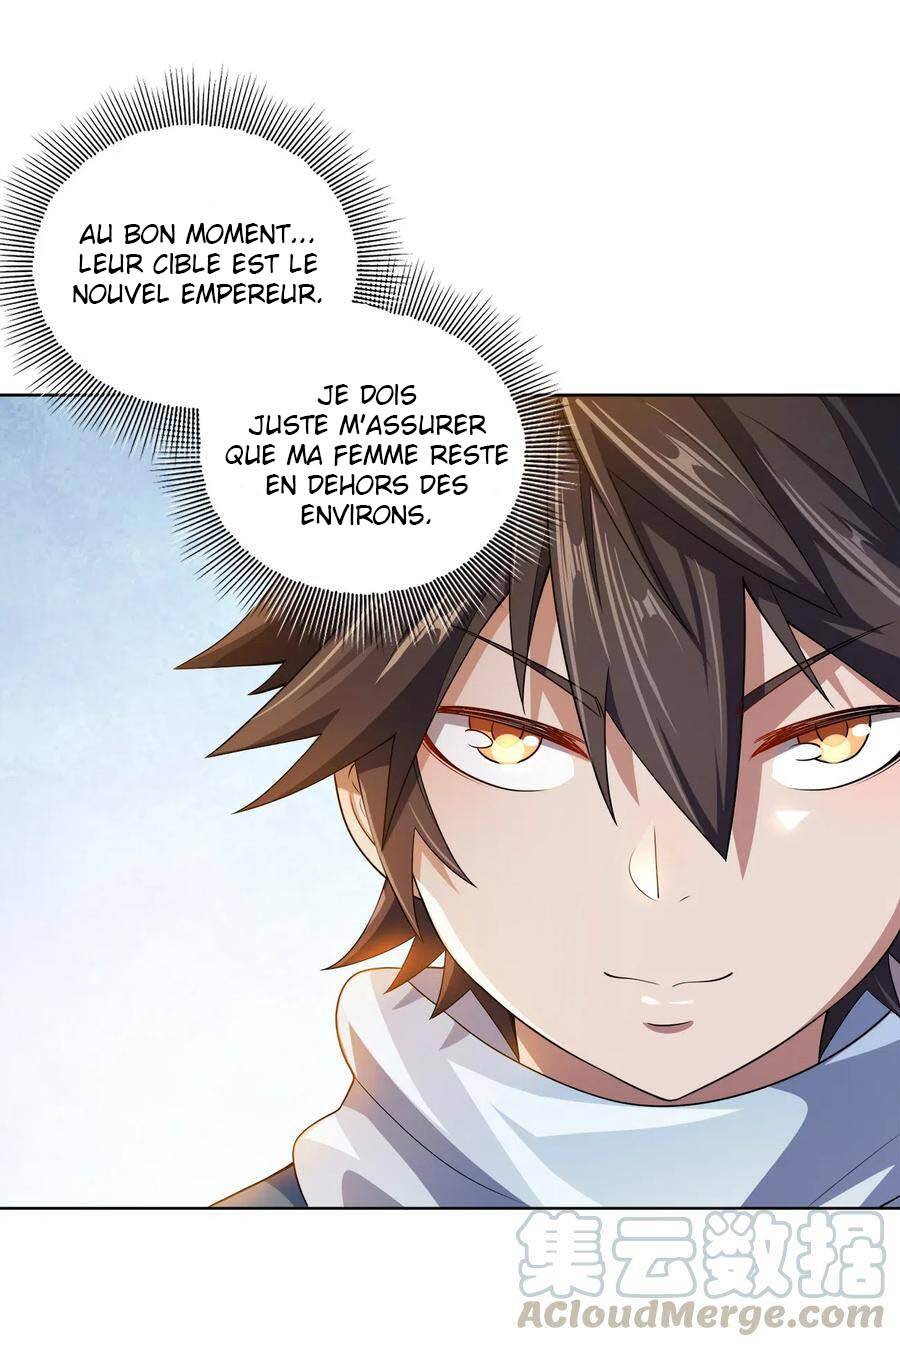 AU BON MOMENT...
LEUR CIBLE EST LE
NOUVEL EMPEREUR.
JE DOIS
JUSTE M'ASSURER
QUE MA FEMME RESTE
EN DEHORS DES
ENVIRONS.
集云数据
ACloudMerge.com